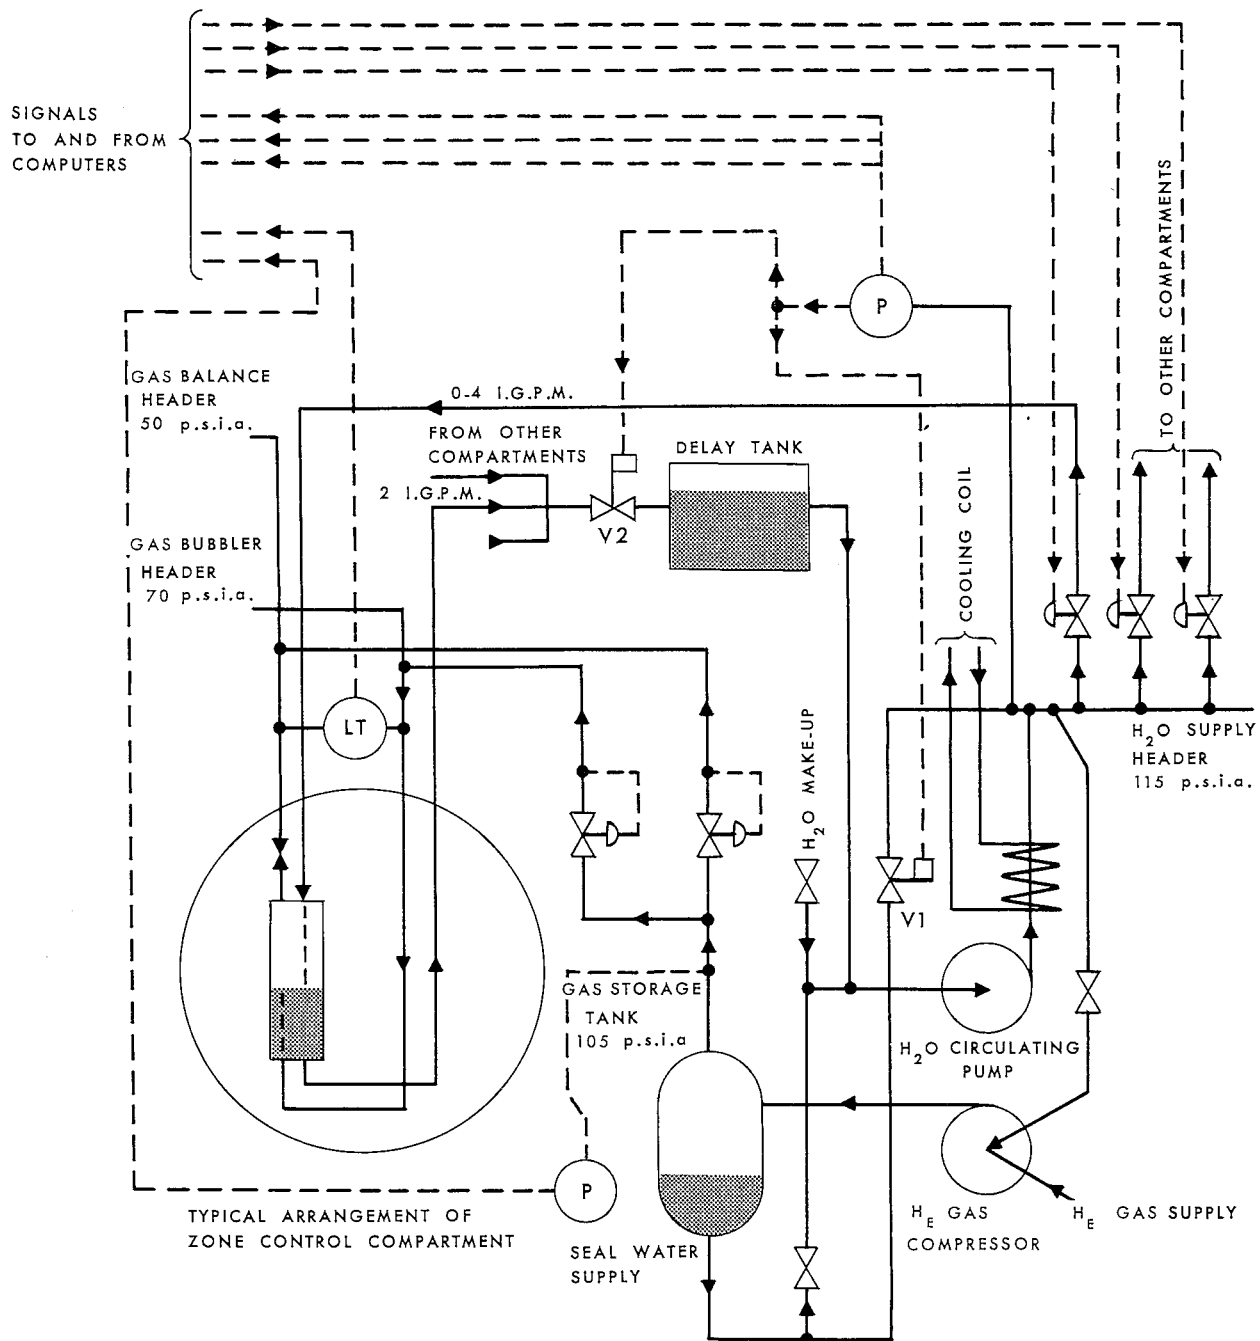 SIGNALS
TO AND FROM
COMPUTERS
TO OTHER COMPARTMENTS
P
GAS BALANCE
HEADER
50 p.s.i.a.
0-4 I.G.P.M.
FROM OTHER
COMPARTMENTS
2 I.G.P.M.
DELAY TANK
V2
COOLING COIL
GAS BUBBLER
HEADER
70 p.s.i.a.
LT
H2O MAKE-UP
H2O SUPPLY
HEADER
115 p.s.i.a.
V1
GAS STORAGE
TANK
105 p.s.i.a
H2O CIRCULATING
PUMP
P
TYPICAL ARRANGEMENT OF
ZONE CONTROL COMPARTMENT
SEAL WATER
SUPPLY
HE GAS
COMPRESSOR
HE GAS SUPPLY